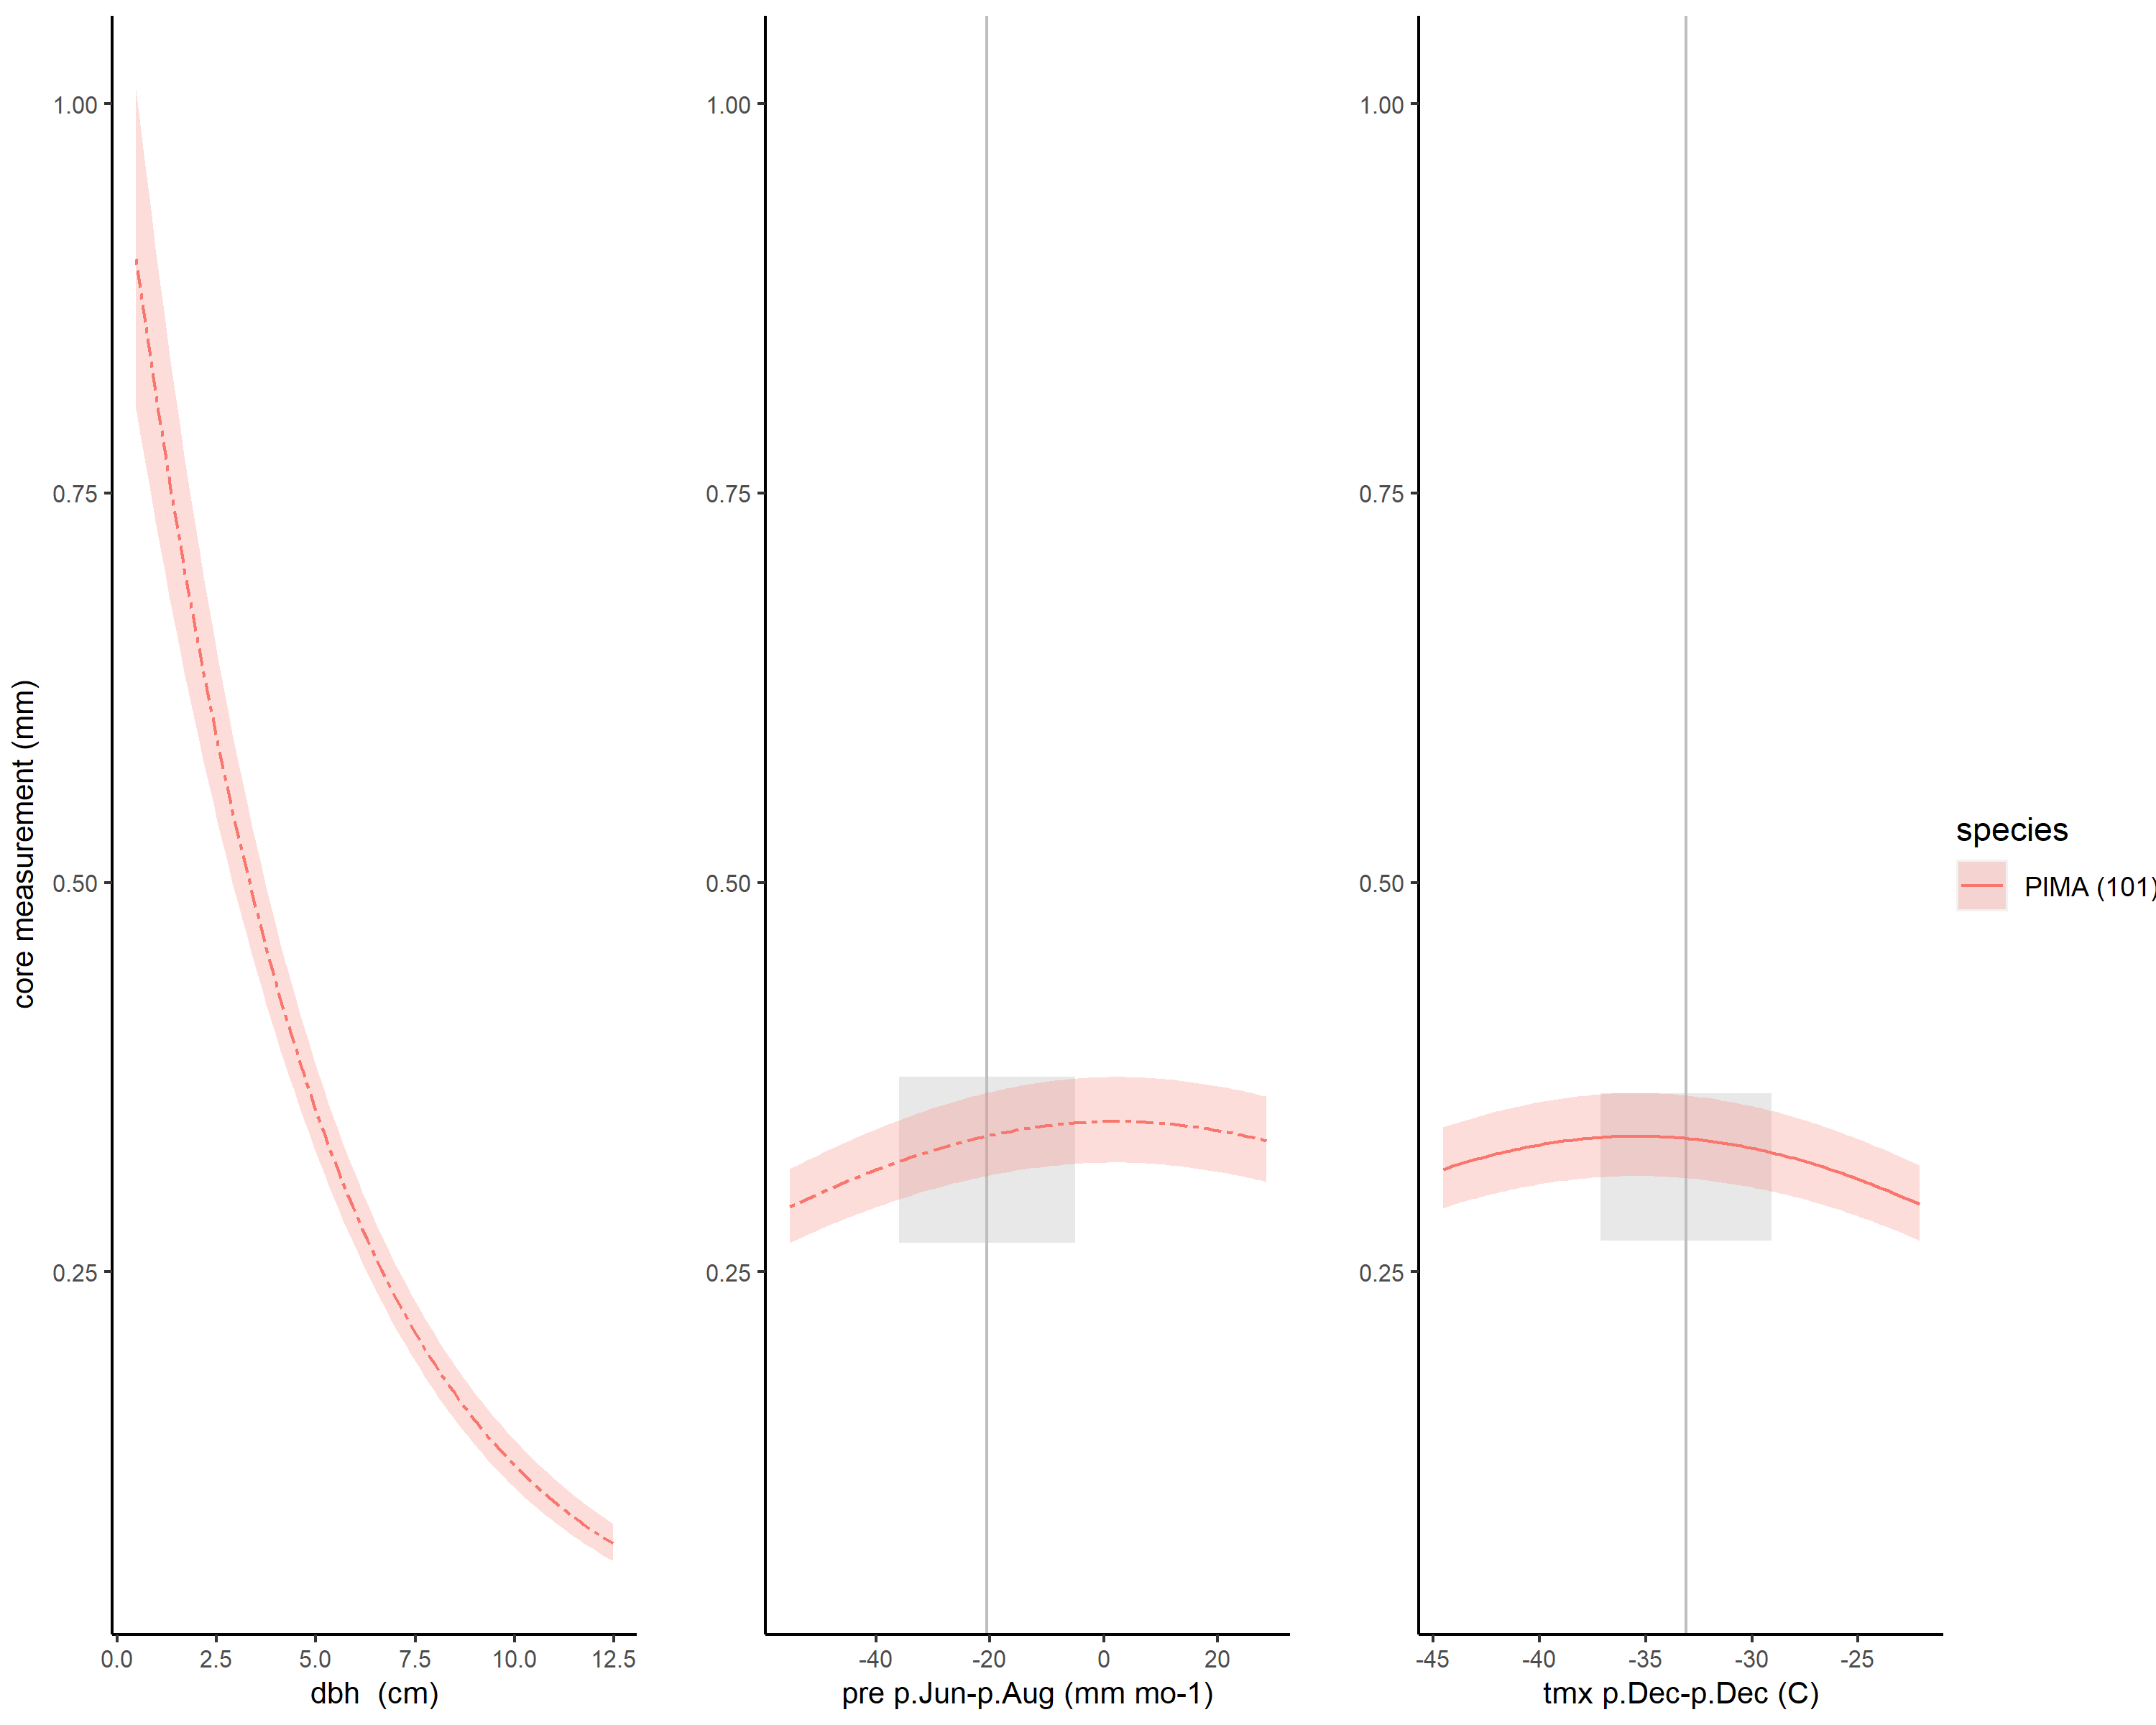 core measurement (mm)
1.00
0.75
0.50
0.25
0.0 2.5 5.0 7.5 10.0 12.5
dbh  (cm)
1.00
0.75
0.50
0.25
-40 -20 0 20
pre p.Jun-p.Aug (mm mo-1)
1.00
0.75
0.50
0.25
-45 -40 -35 -30 -25
tmx p.Dec-p.Dec (C)
species
PIMA (101)